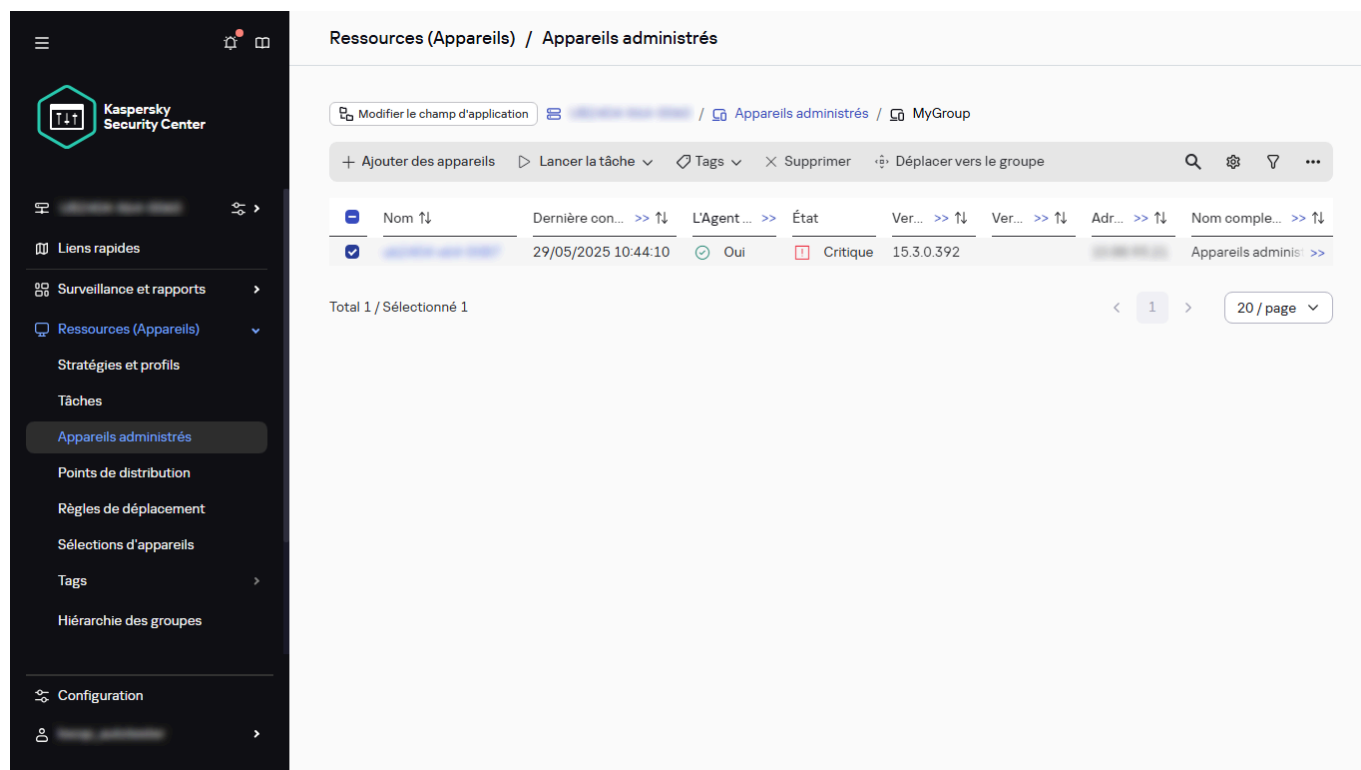 Ressources (Appareils) / Appareils administrés
Kaspersky
Security Center
Modifier le champ d'application / Appareils administrés / MyGroup
Ajouter des appareils Lancer la tâche Tags Supprimer Déplacer vers le groupe
Nom Dernière con... >> L'Agent ... >> État Ver... >> Ver... >> Adr... >> Nom comple... >>
29/05/2025 10:44:10 Oui Critique 15.3.0.392 Appareils adminis >>
Total 1 / Sélectionné 1
1
20 / page
Liens rapides
Surveillance et rapports
Ressources (Appareils)
Stratégies et profils
Tâches
Appareils administrés
Points de distribution
Règles de déplacement
Sélections d'appareils
Tags
Hiérarchie des groupes
Configuration